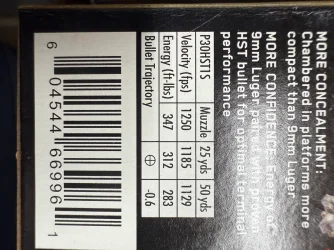 MORE CONCEALMENT:
Chambered in platforms more
compact than 9mm Luger
MORE CONFIDENCE: Energy of
9mm Luger proven
HST bullet for optimal terminal
performance
P30HST1S Muzzle 25 yds 50 yds
Velocity (fps) 1250 1185 1129
Energy (ft-lbs) 347 312 283
Bullet Trajectory ⊕ -0.6
6 04544 66996 1